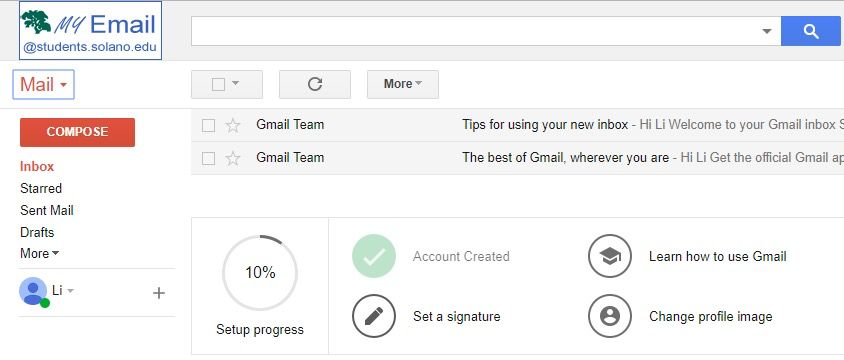 MY Email
@students.solano.edu
Mail
More
COMPOSE
Gmail Team Tips for using your new inbox - Hi Li Welcome to your Gmail inbox S
Gmail Team The best of Gmail, wherever you are - Hi Li Get the official Gmail ap
Inbox
Starred
Sent Mail
Drafts
More
Li
10%
Setup progress
Account Created
Learn how to use Gmail
Set a signature
Change profile image